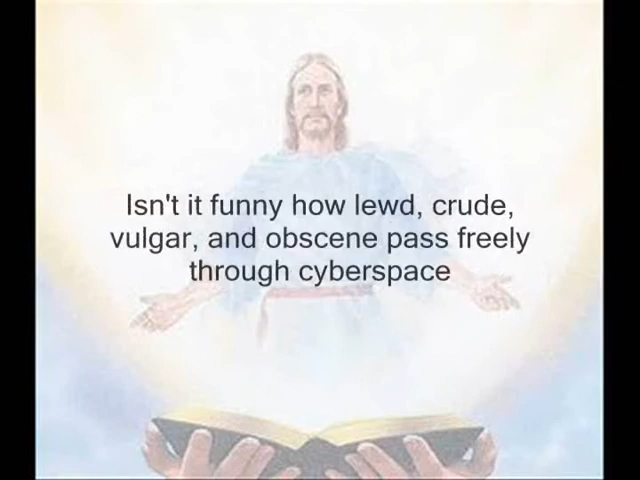 Isn't it funny how lewd, crude,
vulgar, and obscene pass freely
through cyberspace